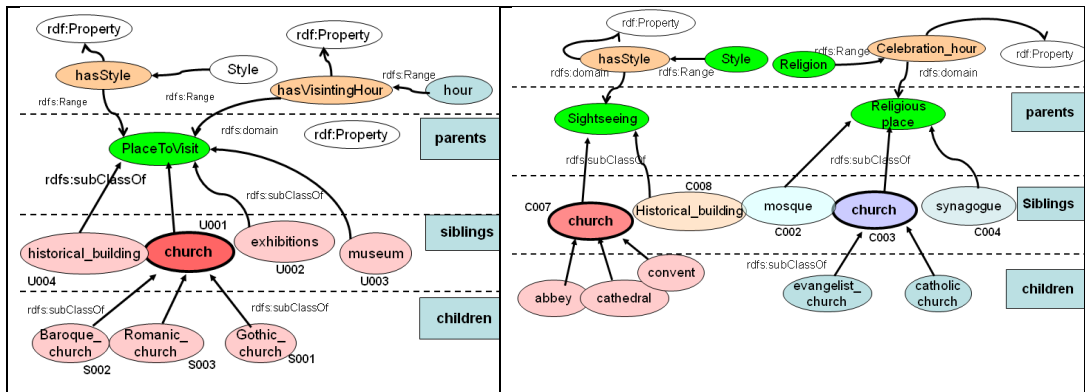 rdf:Property
rdf:Property
hasStyle
Style
rdfs:Range
rdfs:Range
rdfs:Range
hasVisintingHour
hour
rdfs:domain
rdf:Property
parents
PlaceToVisit
rdfs:subClassOf
rdfs:subClassOf
U001
siblings
historical_building
church
exhibitions
museum
U004
U002
U003
rdfs:subClassOf
rdfs:subClassOf
children
Baroque_
church
Romanic_
church
Gothic_
church
S002
S003
S001
rdf:Property
hasStyle
Style
rdfs:domain
rdfs:Range
Religion
rdfs:Range
Celebration_hour
rdf:Property
rdfs:domain
parents
Sightseeing
Religious
place
rdfs:subClassOf
rdfs:subClassOf
C007
C008
Siblings
church
Historical_building
mosque
church
synagogue
C002
C003
C004
rdfs:subClassOf
abbey
cathedral
convent
evangelist_
church
catholic
church
children